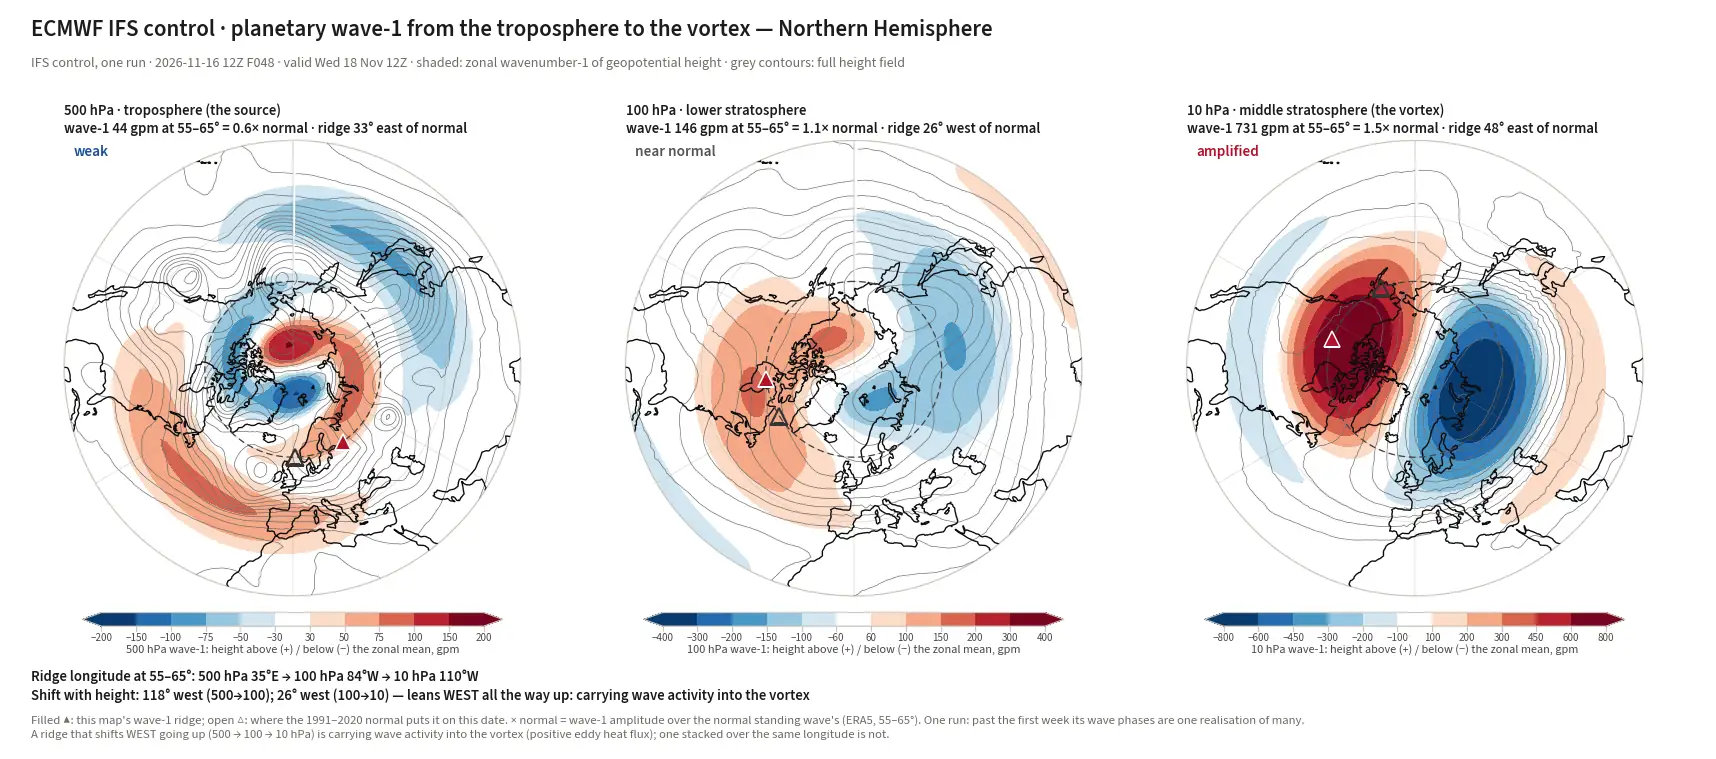 ECMWF IFS control · planetary wave-1 from the troposphere to the vortex — Northern Hemisphere
IFS control, one run · 2026-11-16 12Z F048 · valid Wed 18 Nov 12Z · shaded: zonal wavenumber-1 of geopotential height · grey contours: full height field
500 hPa · troposphere (the source)
wave-1 44 gpm at 55–65° = 0.6× normal · ridge 33° east of normal
weak
100 hPa · lower stratosphere
wave-1 146 gpm at 55–65° = 1.1× normal · ridge 26° west of normal
near normal
10 hPa · middle stratosphere (the vortex)
wave-1 731 gpm at 55–65° = 1.5× normal · ridge 48° east of normal
amplified
−200 −150 −100 −75 −50 −30 30 50 75 100 150 200
500 hPa wave-1: height above (+) / below (−) the zonal mean, gpm
−400 −300 −200 −150 −100 −60 60 100 150 200 300 400
100 hPa wave-1: height above (+) / below (−) the zonal mean, gpm
−800 −600 −450 −300 −200 −100 100 200 300 450 600 800
10 hPa wave-1: height above (+) / below (−) the zonal mean, gpm
Ridge longitude at 55–65°: 500 hPa 35°E → 100 hPa 84°W → 10 hPa 110°W
Shift with height: 118° west (500→100); 26° west (100→10) — leans WEST all the way up: carrying wave activity into the vortex
Filled ▲: this map's wave-1 ridge; open △: where the 1991–2020 normal puts it on this date. × normal = wave-1 amplitude over the normal standing wave's (ERA5, 55–65°). One run: past the first week its wave phases are one realisation of many.
A ridge that shifts WEST going up (500 → 100 → 10 hPa) is carrying wave activity into the vortex (positive eddy heat flux); one stacked over the same longitude is not.